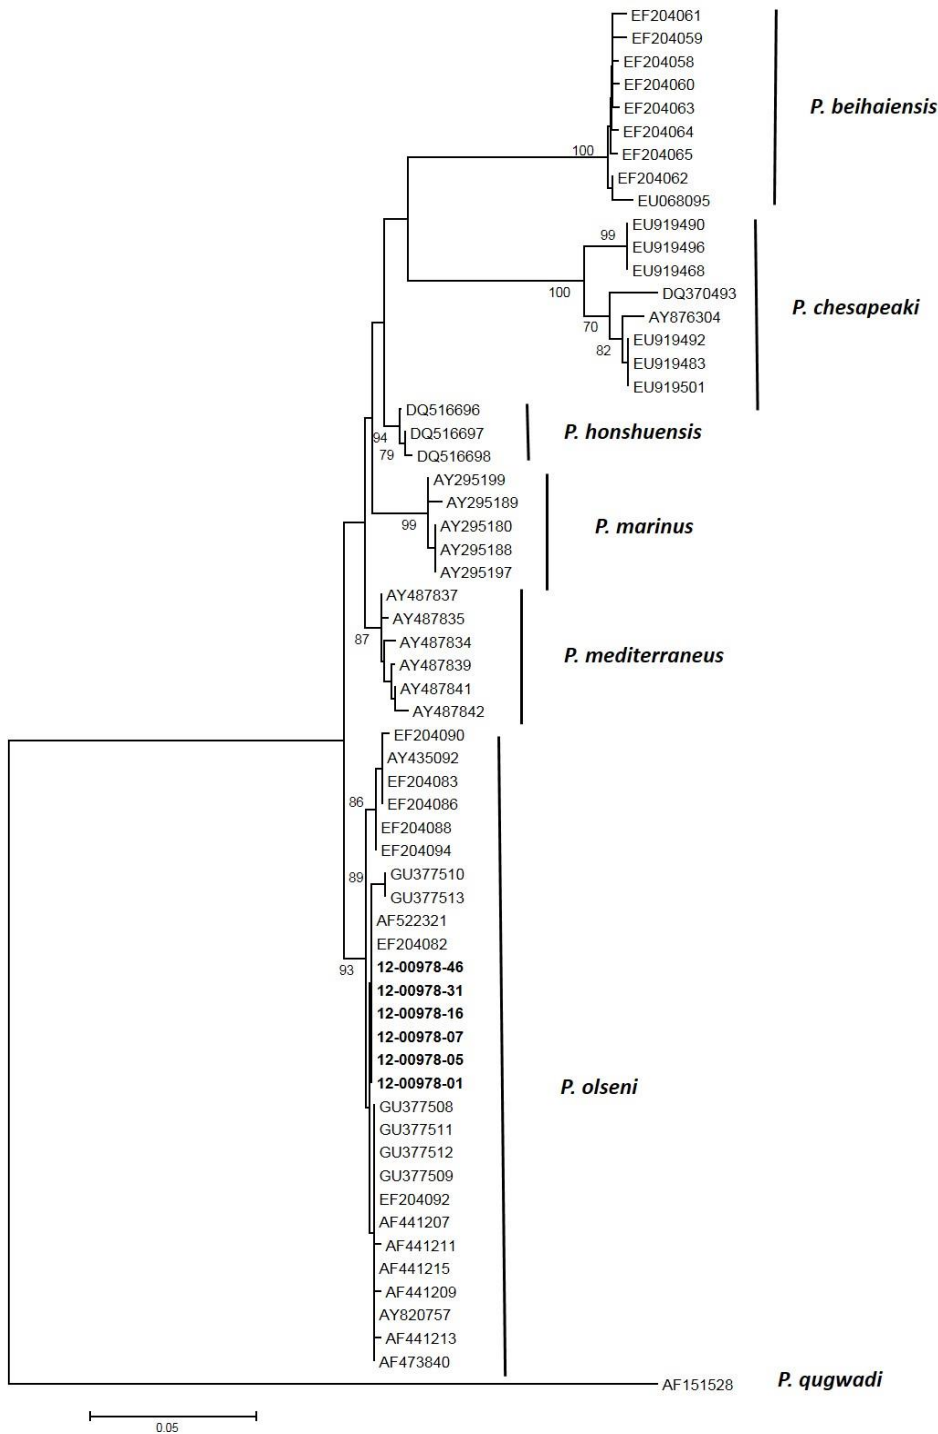 EF204061
EF204059
EF204058
EF204060
EF204063
P. beihaiensis
EF204064
EF204065
100
EF204062
EU068095
EU919490
99
EU919496
EU919468
100
DQ370493
P. chesapeaki
AY876304
70
EU919492
82
EU919483
EU919501
DQ516696
94
DQ516697
P. honshuensis
79
DQ516698
AY295199
AY295189
99
AY295180
P. marinus
AY295188
AY295197
AY487837
AY487835
87
AY487834
P. mediterraneus
AY487839
AY487841
AY487842
EF204090
AY435092
EF204083
86
EF204086
EF204088
EF204094
89
GU377510
GU377513
AF522321
EF204082
93
12-00978-46
12-00978-31
12-00978-16
12-00978-07
12-00978-05
12-00978-01
P. olseni
GU377508
GU377511
GU377512
GU377509
EF204092
AF441207
AF441211
AF441215
AF441209
AY820757
AF441213
AF473840
AF151528
P. qugwadi
0.05